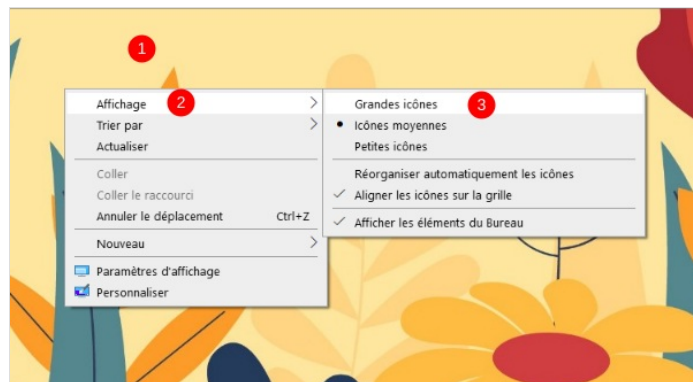 1
Affichage 2
Trier par
Actualiser
Coller
Coller le raccourci
Annuler le déplacement Ctrl+Z
Nouveau
Paramètres d'affichage
Personnaliser
Grandes icônes 3
Icônes moyennes
Petites icônes
Réorganiser automatiquement les icônes
Aligner les icônes sur la grille
Afficher les éléments du Bureau